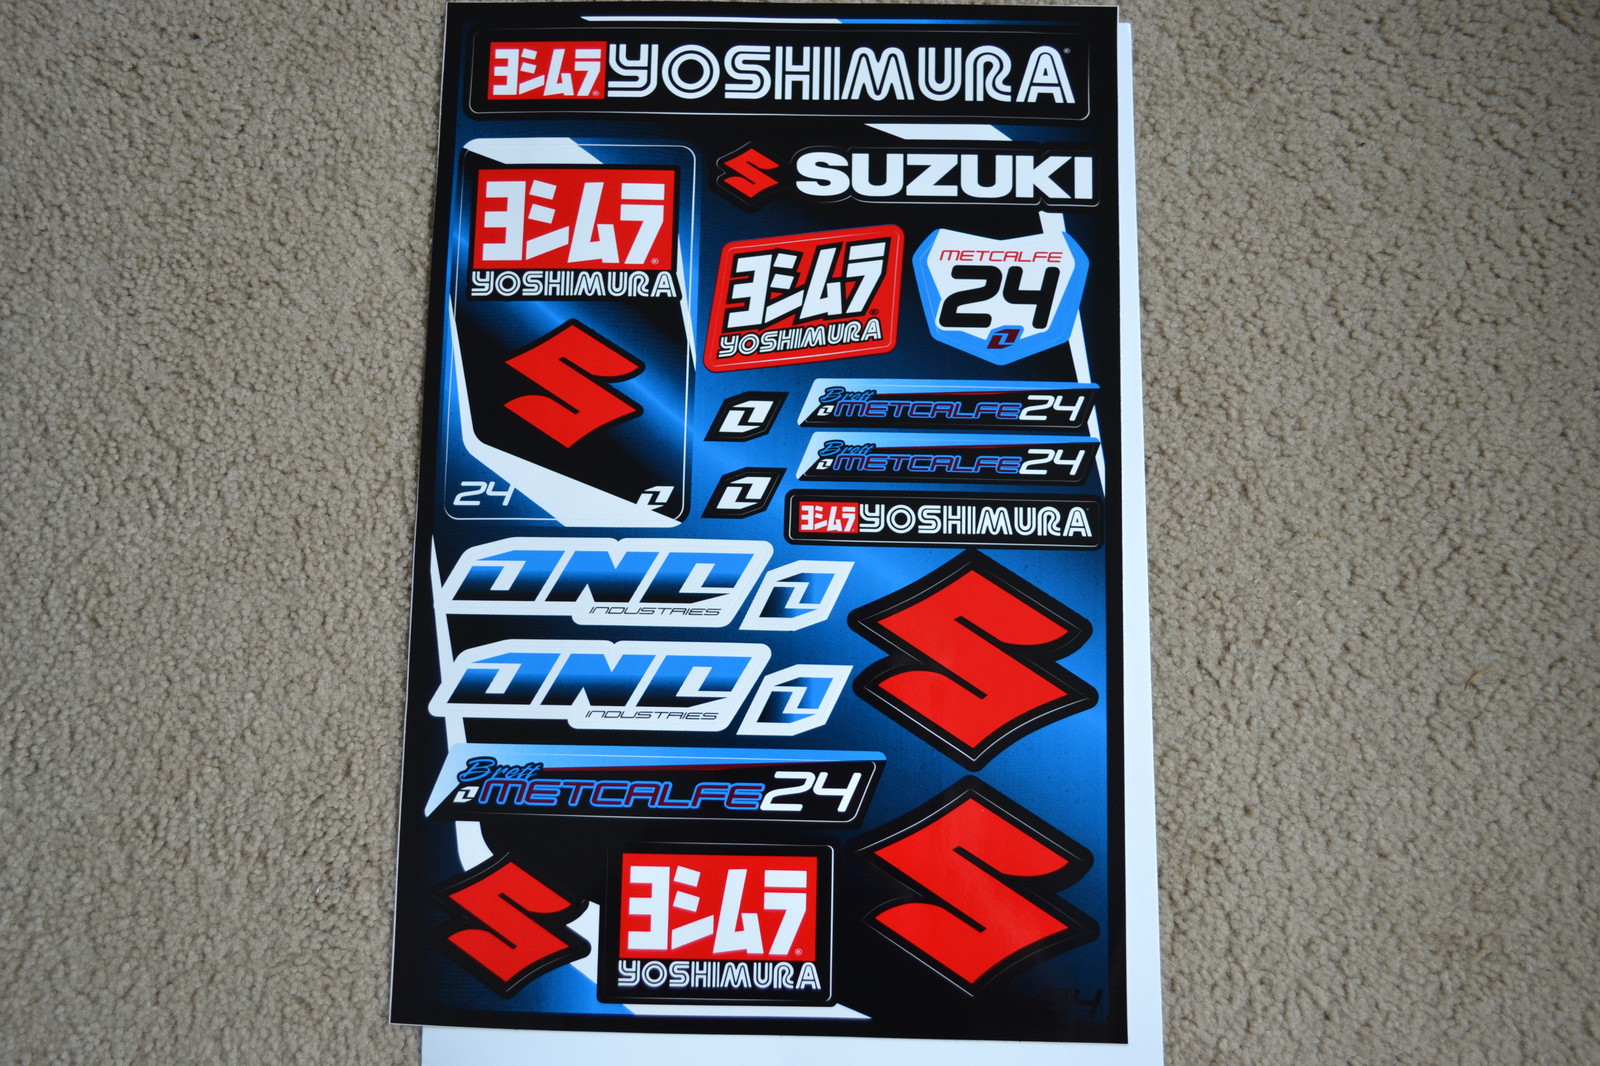 ヨシムラ YOSHIMURA
SUZUKI
ヨシムラ
YOSHIMURA
24
ヨシムラ
YOSHIMURA
METCALFE
24
Brett
METCALFE 24
Brett
METCALFE 24
ヨシムラ YOSHIMURA
ONE
INDUSTRIES
ONE
INDUSTRIES
Brett
METCALFE 24
ヨシムラ
YOSHIMURA
24